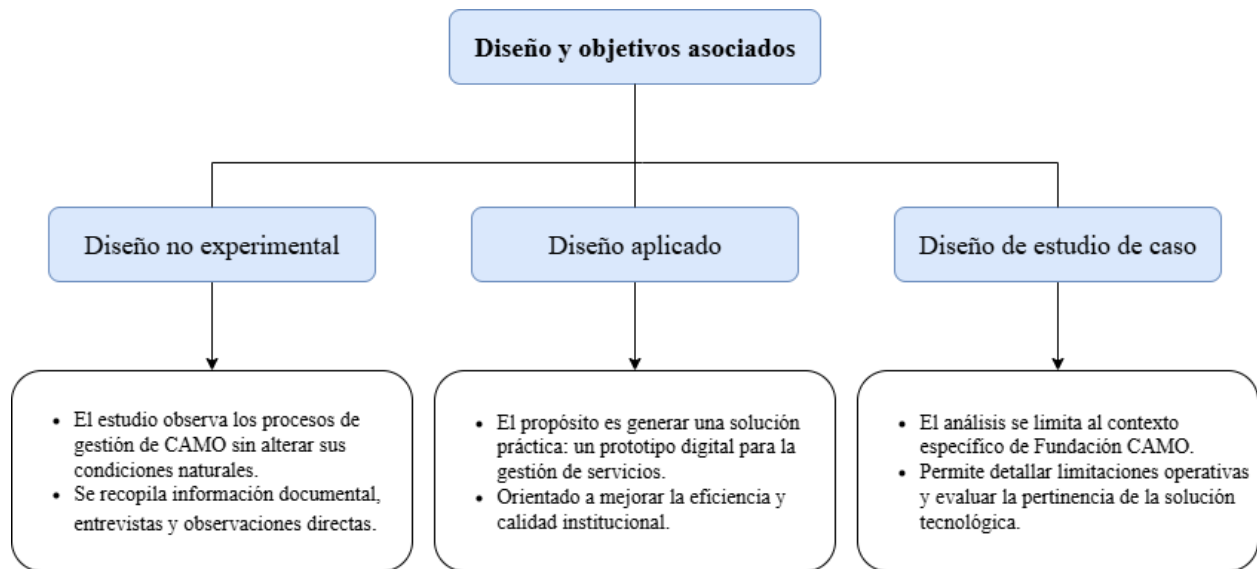 Diseño y objetivos asociados
Diseño no experimental
Diseño aplicado
Diseño de estudio de caso
• El estudio observa los procesos de
gestión de CAMO sin alterar sus
condiciones naturales.
• Se recopila información documental,
entrevistas y observaciones directas.
• El propósito es generar una solución
práctica: un prototipo digital para la
gestión de servicios.
• Orientado a mejorar la eficiencia y
calidad institucional.
• El análisis se limita al contexto
específico de Fundación CAMO.
• Permite detallar limitaciones operativas
y evaluar la pertinencia de la solución
tecnológica.